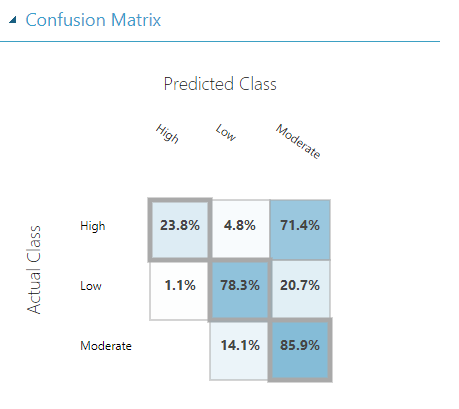 Confusion Matrix
Predicted Class
High Low Moderate
Actual Class
High 23.8% 4.8% 71.4%
Low 1.1% 78.3% 20.7%
Moderate 14.1% 85.9%